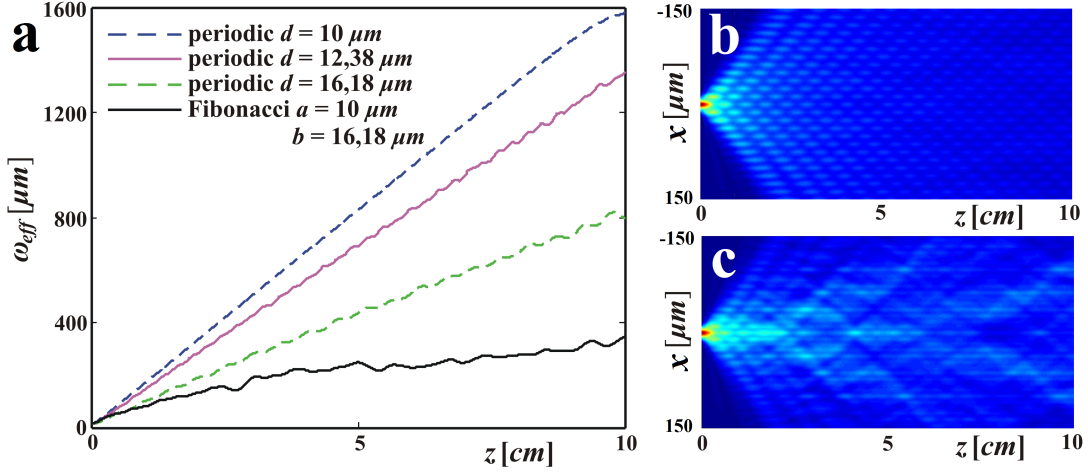 a
1600
1200
800
400
0
ω_eff [μm]
periodic d = 10 μm
periodic d = 12,38 μm
periodic d = 16,18 μm
Fibonacci a = 10 μm
b = 16,18 μm
0
5
10
z [cm]
b
-150
x [μm]
150
0
5
z [cm]
10
c
-150
x [μm]
150
0
5
z [cm]
10